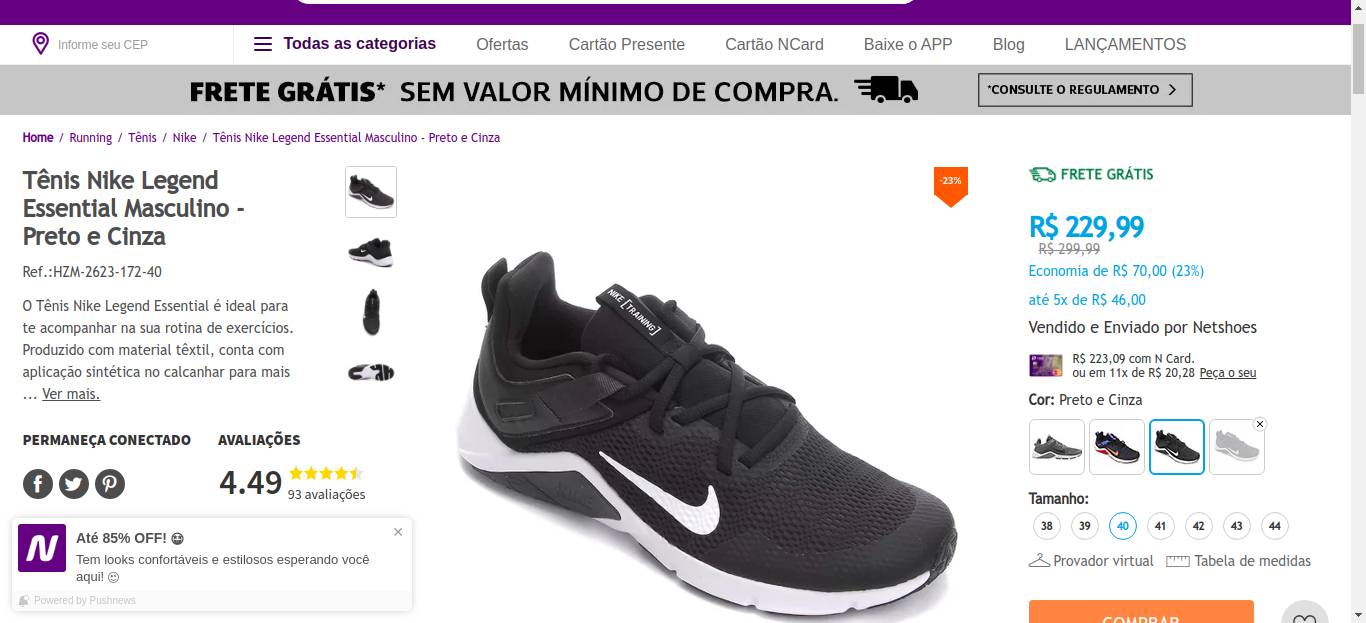 Informe seu CEP
Todas as categorias
Ofertas
Cartão Presente
Cartão NCard
Baixe o APP
Blog
LANÇAMENTOS
FRETE GRÁTIS* SEM VALOR MÍNIMO DE COMPRA.
*CONSULTE O REGULAMENTO
Home / Running / Tênis / Nike / Tênis Nike Legend Essential Masculino - Preto e Cinza
Tênis Nike Legend
Essential Masculino -
Preto e Cinza
Ref.:HZM-2623-172-40
O Tênis Nike Legend Essential é ideal para
te acompanhar na sua rotina de exercícios.
Produzido com material têxtil, conta com
aplicação sintética no calcanhar para mais
... Ver mais.
PERMANEÇA CONECTADO
AVALIAÇÕES
4.49
93 avaliações
Até 85% OFF! 🤩
Tem looks confortáveis e estilosos esperando você
aqui! 😉
Powered by Pushnews
-23%
NIKE [TRAINING]
FRETE GRÁTIS
R$ 229,99
R$ 299,99
Economia de R$ 70,00 (23%)
até 5x de R$ 46,00
Vendido e Enviado por Netshoes
R$ 223,09 com N Card.
ou em 11x de R$ 20,28 Peça o seu
Cor: Preto e Cinza
Tamanho:
38 39 40 41 42 43 44
Provador virtual
Tabela de medidas
COMPRAR